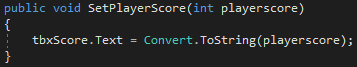 public void SetPlayerScore(int playerscore)
{
    tbxScore.Text = Convert.ToString(playerscore);
}